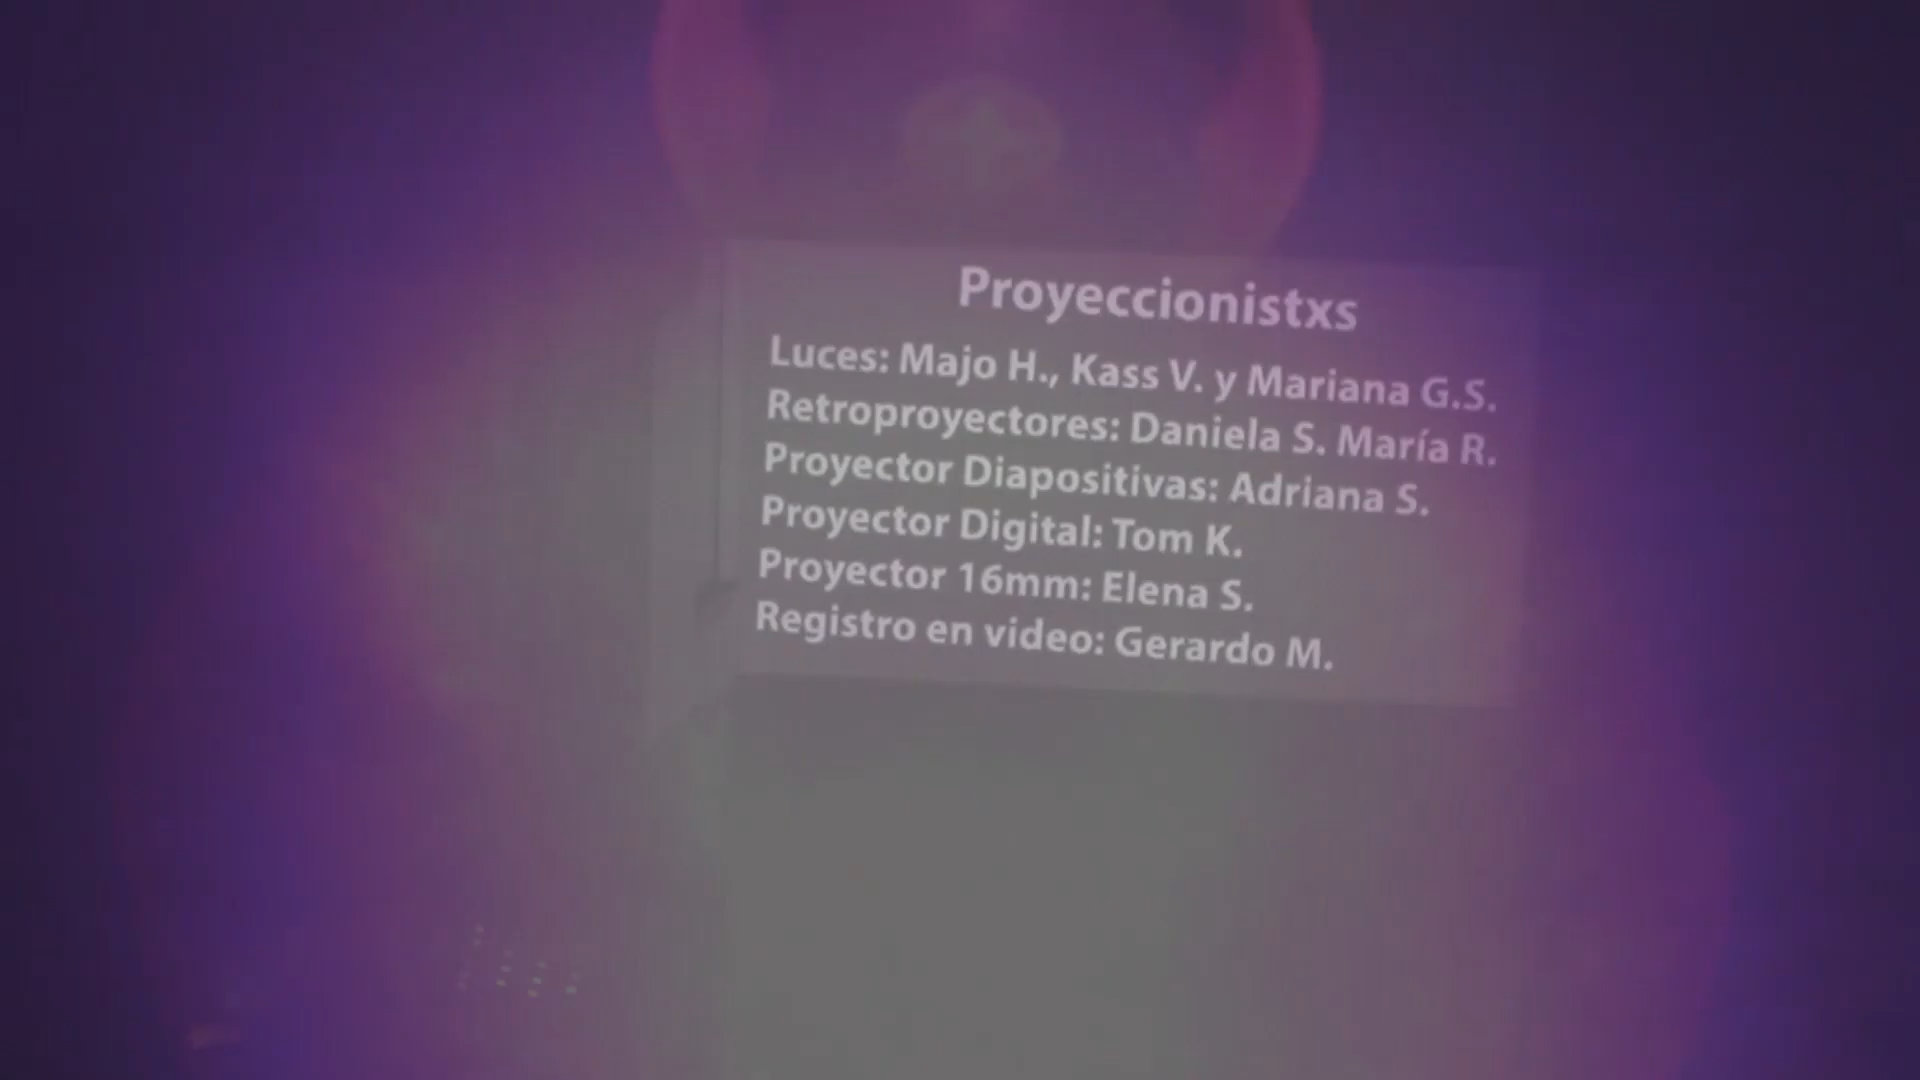 Proyeccionistxs
Luces: Majo H., Kass V. y Mariana G.S.
Retroproyectores: Daniela S. María R.
Proyector Diapositivas: Adriana S.
Proyector Digital: Tom K.
Proyector 16mm: Elena S.
Registro en video: Gerardo M.